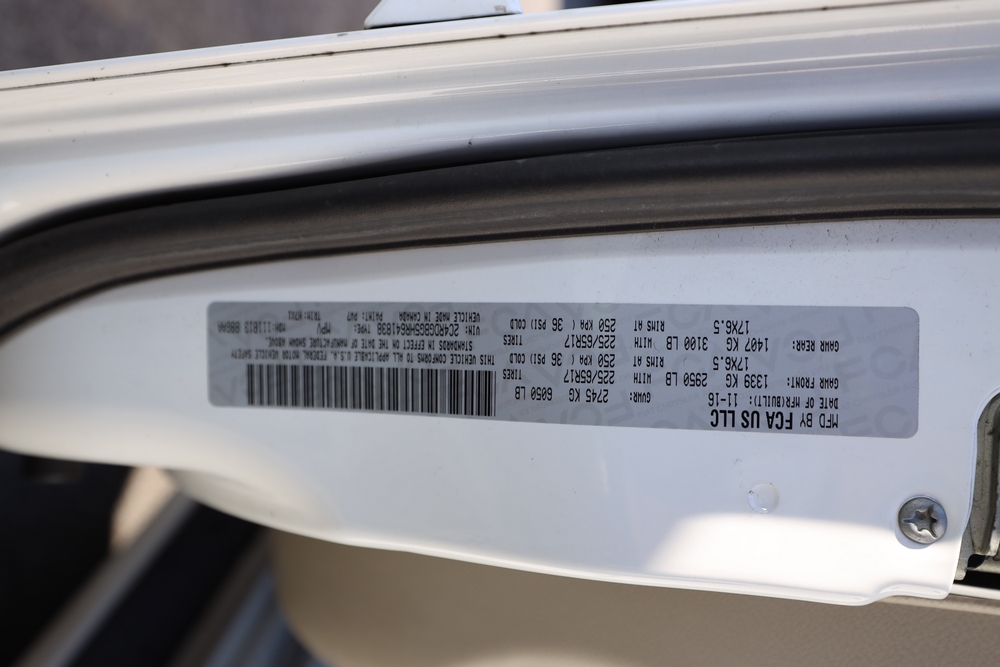 MFD BY FCA US LLC
DATE OF MFR(BUILT): 11-16
GVWR: 2745 KG 6050 LB
GAWR FRONT: 1339 KG 2950 LB WITH 225/65R17 TIRES
RIMS AT 17X6.5 250 KPA ( 36 PSI) COLD
GAWR REAR: 1407 KG 3100 LB WITH 225/65R17 TIRES
RIMS AT 17X6.5 250 KPA ( 36 PSI) COLD
THIS VEHICLE CONFORMS TO ALL APPLICABLE U.S.A. FEDERAL MOTOR VEHICLE SAFETY
STANDARDS IN EFFECT ON THE DATE OF MANUFACTURE SHOWN ABOVE.
VIN: 2C4RDGBG5HR641938 TYPE: MPV
VEHICLE MADE IN CANADA PAINT: PW7 TRIM: MDH: